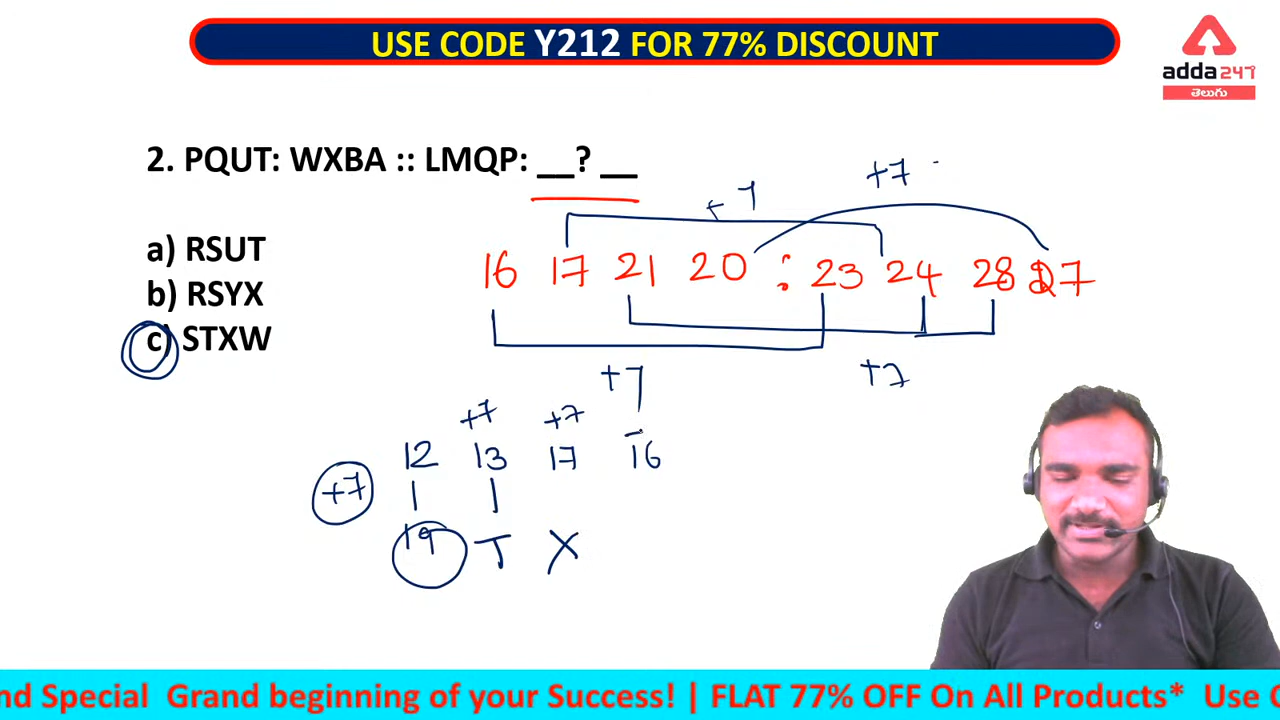 USE CODE Y212 FOR 77% DISCOUNT
adda247
తెలుగు
2. PQUT: WXBA :: LMQP: __? __
+7
+7
a) RSUT
b) RSYX
c) STXW
16 17 21 20 : 23 24 28 27
+7
+7
+7 +7
12 13 17 16
+7
19 T X
nd Special Grand beginning of your Success! | FLAT 77% OFF On All Products* Use C